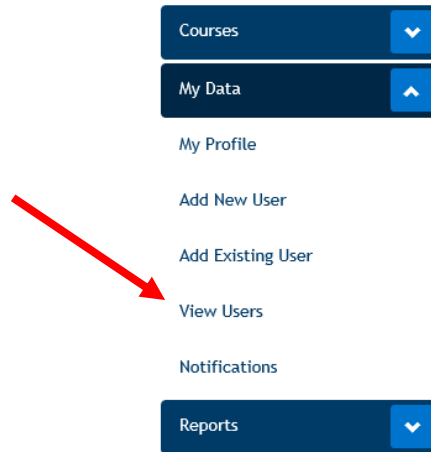 Courses
My Data
My Profile
Add New User
Add Existing User
View Users
Notifications
Reports